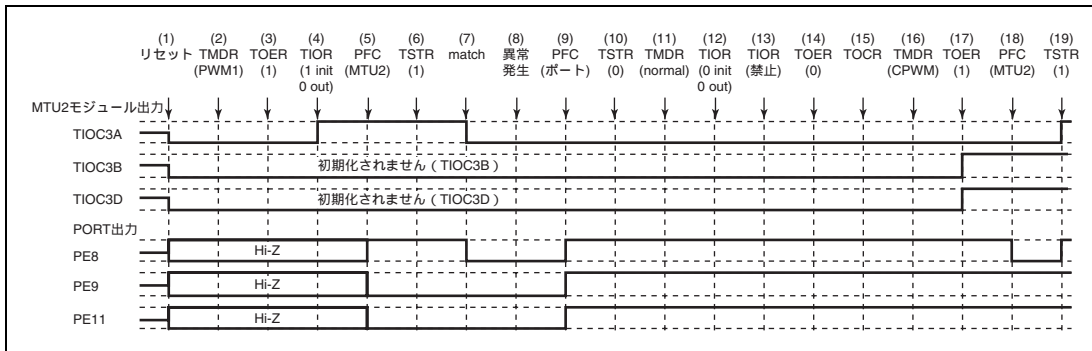 (1) (2) (3) (4) (5) (6) (7) (8) (9) (10) (11) (12) (13) (14) (15) (16) (17) (18) (19)
リセット TMDR TOER TIOR PFC TSTR match 異常 PFC TSTR TMDR TIOR TIOR TOER TOCR TMDR TOER PFC TSTR
(PWM1) (1) (1 init (MTU2) (1) 発生 (ポート) (0) (normal) (0 init (禁止) (0) (CPWM) (1) (MTU2) (1)
0 out) 0 out)
MTU2モジュール出力
TIOC3A
TIOC3B 初期化されません（TIOC3B）
TIOC3D 初期化されません（TIOC3D）
PORT出力
PE8 Hi-Z
PE9 Hi-Z
PE11 Hi-Z